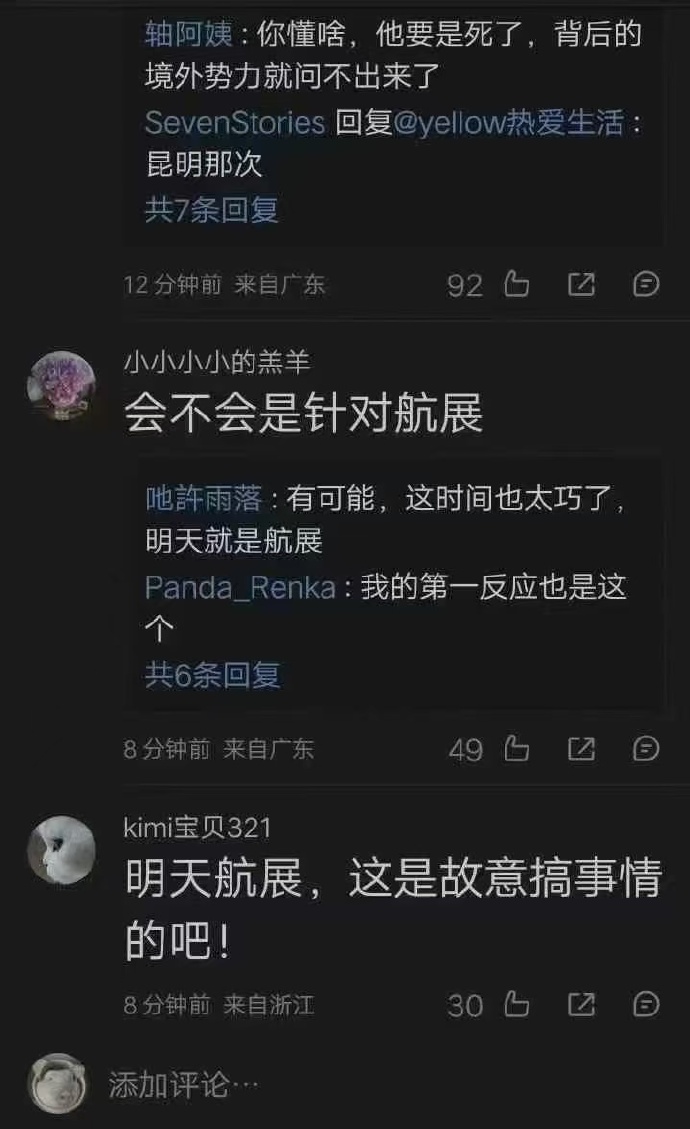 轴阿姨：你懂啥，他要是死了，背后的
境外势力就问不出来了
SevenStories 回复@yellow热爱生活：
昆明那次
共7条回复
12分钟前 来自广东 92
小小小小的羔羊
会不会是针对航展
吔許雨落：有可能，这时间也太巧了，
明天就是航展
Panda_Renka：我的第一反应也是这
个
共6条回复
8分钟前 来自广东 49
kimi宝贝321
明天航展，这是故意搞事情
的吧！
8分钟前 来自浙江 30
添加评论…